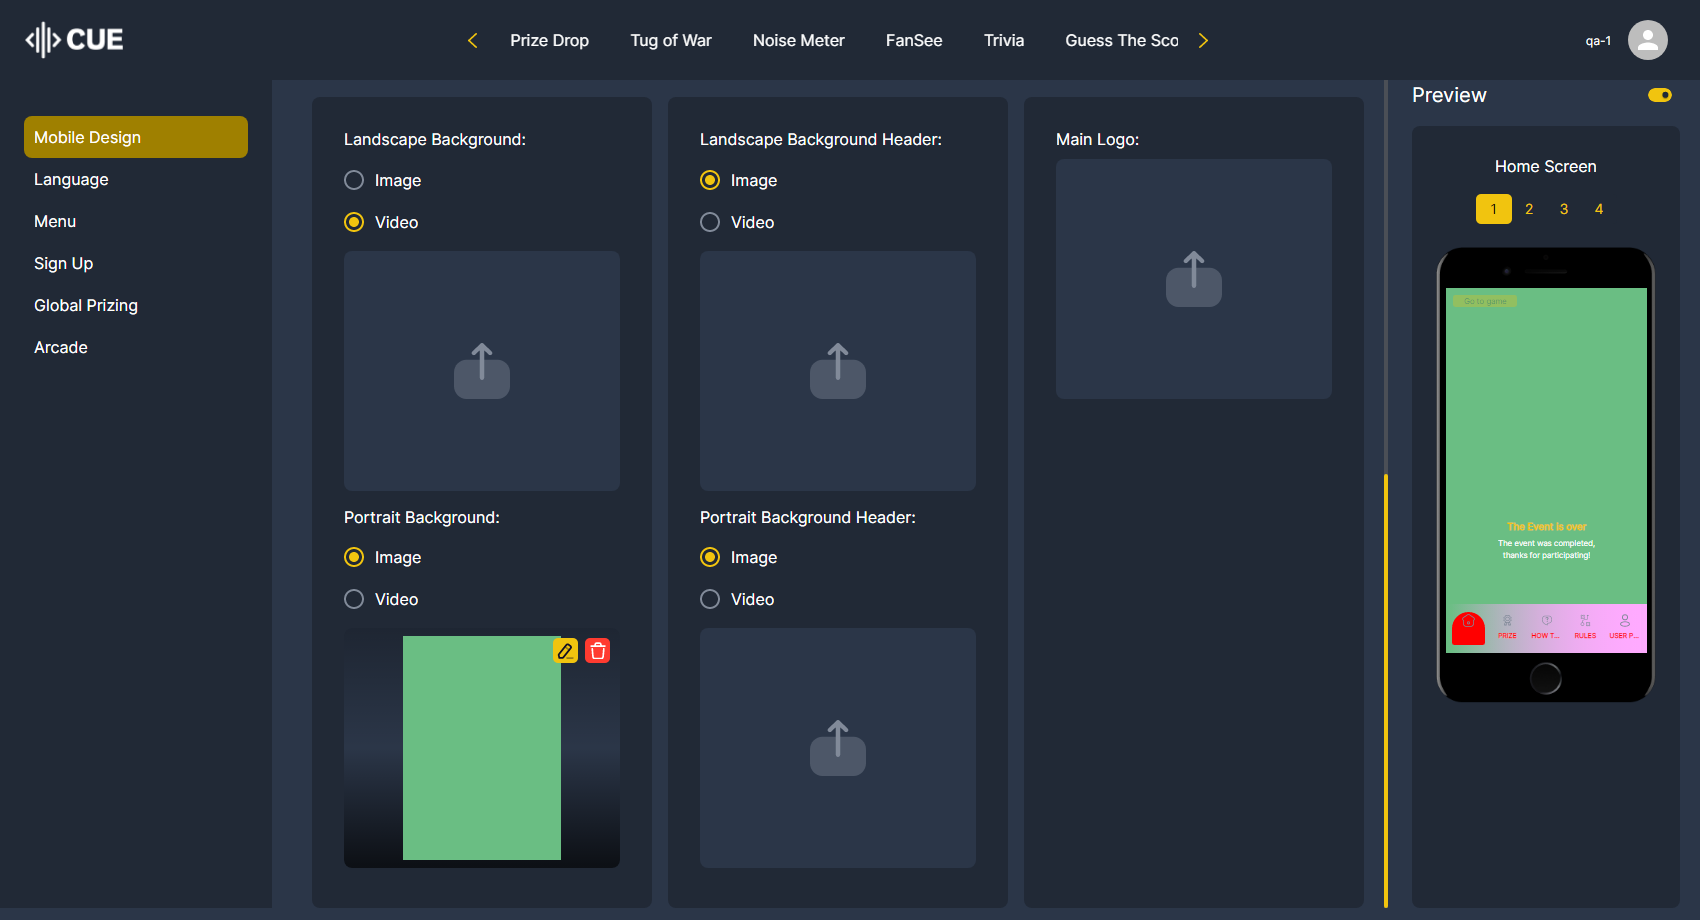 CUE
Prize Drop
Tug of War
Noise Meter
FanSee
Trivia
Guess The Sco
qa-1
Mobile Design
Language
Menu
Sign Up
Global Prizing
Arcade
Landscape Background:
Image
Video
Portrait Background:
Image
Video
Landscape Background Header:
Image
Video
Portrait Background Header:
Image
Video
Main Logo:
Preview
Home Screen
1 2 3 4
Go to game
The Event is over
The event was completed,
thanks for participating!
PRIZE
HOW T...
RULES
USER P...